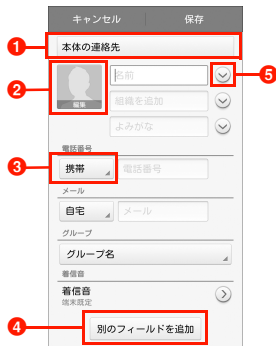 キャンセル 保存
1 本体の連絡先
2 編集 名前 5
組織を追加
よみがな
電話番号
3 携帯 電話番号
メール
自宅 メール
グループ
グループ名
着信音
着信音
端末既定
4 別のフィールドを追加